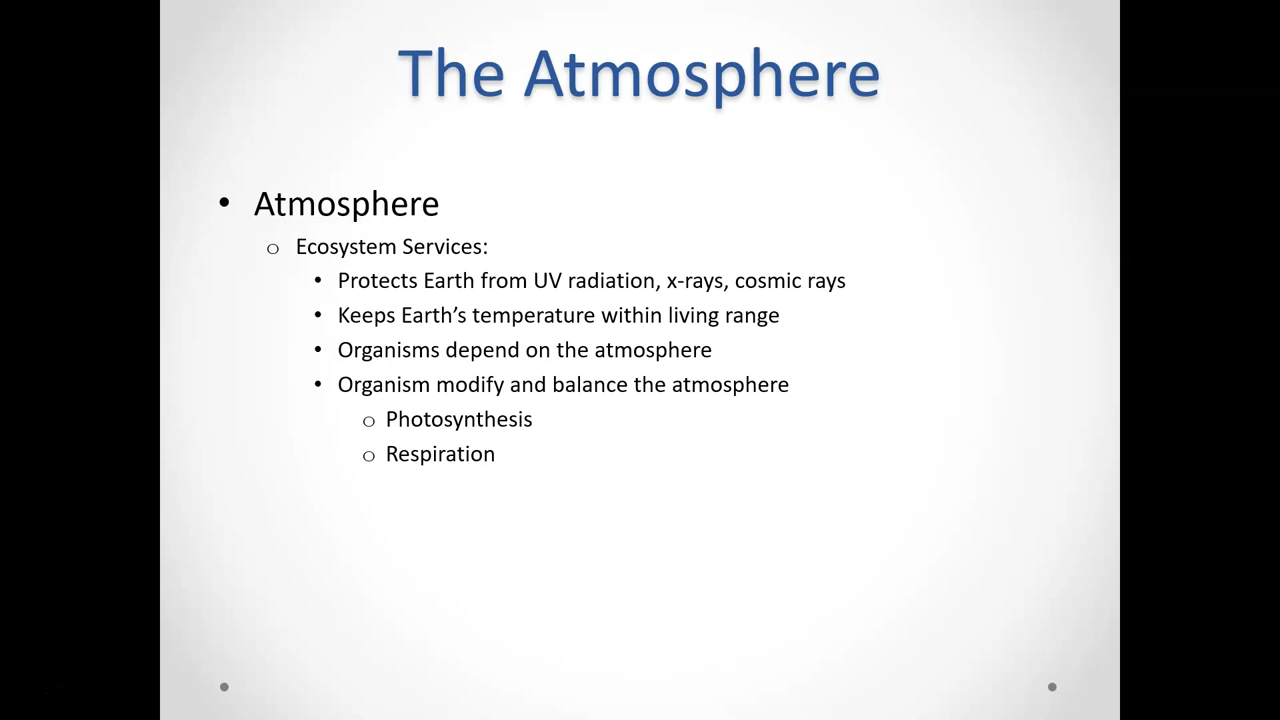 The Atmosphere
• Atmosphere
o Ecosystem Services:
• Protects Earth from UV radiation, x-rays, cosmic rays
• Keeps Earth’s temperature within living range
• Organisms depend on the atmosphere
• Organism modify and balance the atmosphere
o Photosynthesis
o Respiration